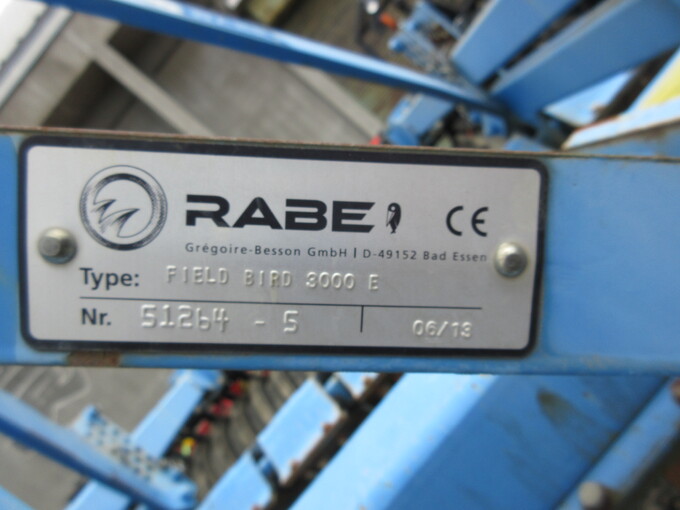 RABE CE
Grégoire-Besson GmbH | D-49152 Bad Essen
Type: FIELD BIRD 3000 E
Nr. 51264 - 5 | 06/13